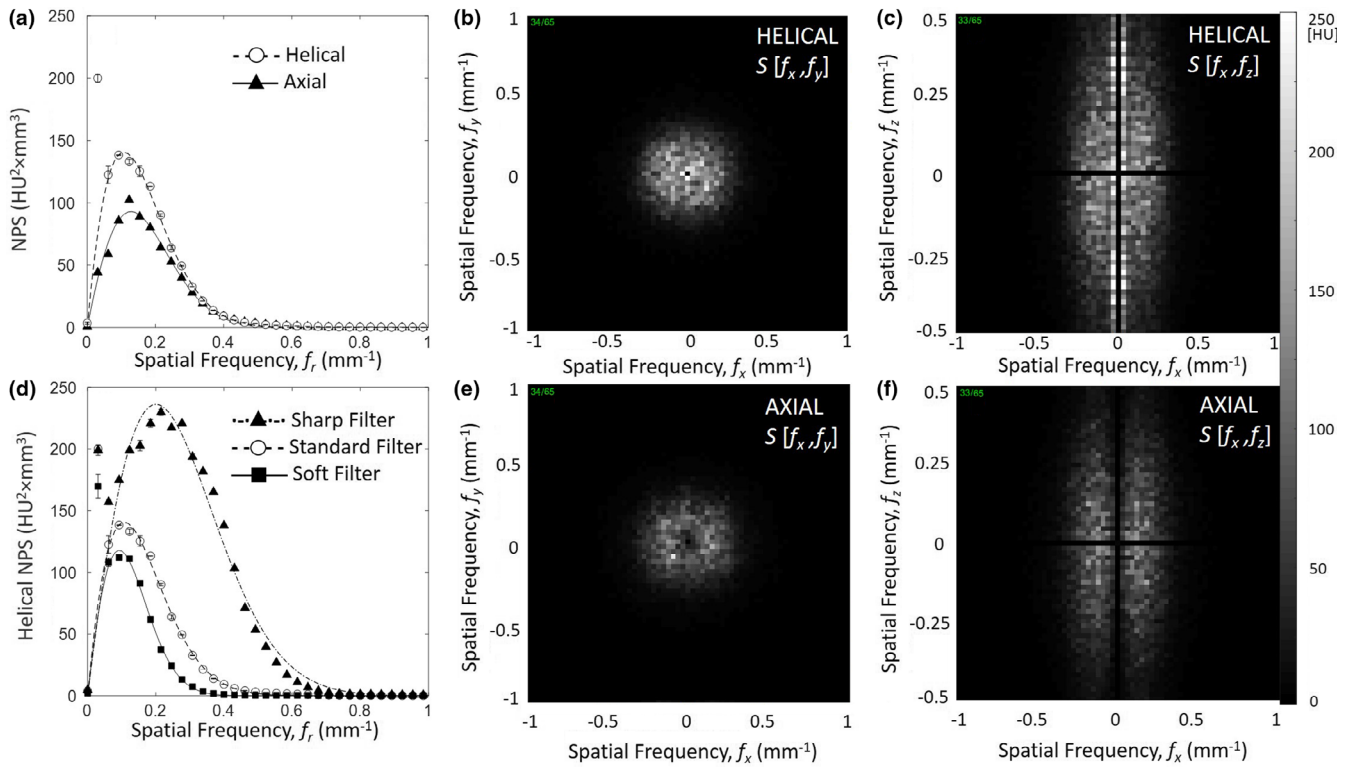 (a)
250
200
150
100
50
0
NPS (HU²×mm³)
Helical
Axial
0
0.2
0.4
0.6
0.8
1
Spatial Frequency, fr (mm⁻¹)
(b)
34/65
HELICAL
S [fx ,fy]
1
0.5
0
-0.5
-1
Spatial Frequency, fy (mm⁻¹)
-1
-0.5
0
0.5
1
Spatial Frequency, fx (mm⁻¹)
(c)
33/65
HELICAL
S [fx ,fz]
0.5
0.25
0
-0.25
-0.5
Spatial Frequency, fz (mm⁻¹)
-1
-0.5
0
0.5
1
Spatial Frequency, fx (mm⁻¹)
250
[HU]
200
150
100
50
0
(d)
250
200
150
100
50
0
Helical NPS (HU²×mm³)
Sharp Filter
Standard Filter
Soft Filter
0
0.2
0.4
0.6
0.8
1
Spatial Frequency, fr (mm⁻¹)
(e)
34/65
AXIAL
S [fx ,fy]
1
0.5
0
-0.5
-1
Spatial Frequency, fy (mm⁻¹)
-1
-0.5
0
0.5
1
Spatial Frequency, fx (mm⁻¹)
(f)
33/65
AXIAL
S [fx ,fz]
0.5
0.25
0
-0.25
-0.5
Spatial Frequency, fz (mm⁻¹)
-1
-0.5
0
0.5
1
Spatial Frequency, fx (mm⁻¹)